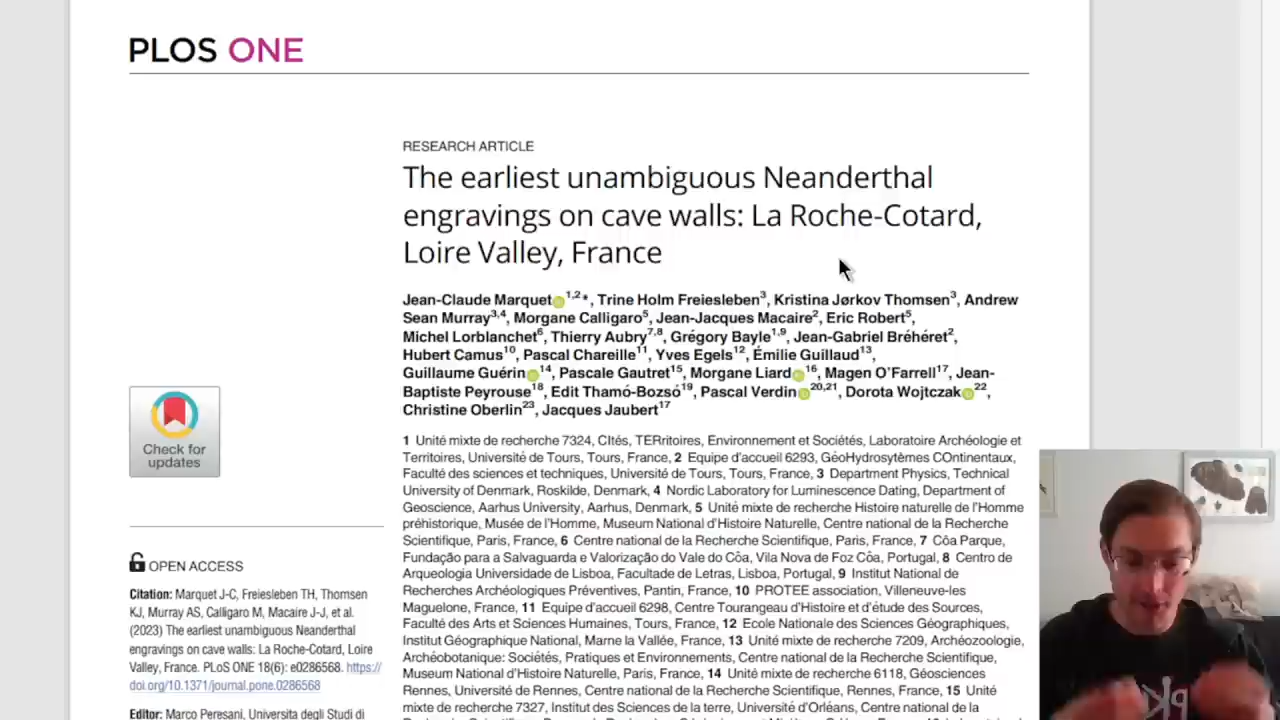 PLOS ONE
RESEARCH ARTICLE
The earliest unambiguous Neanderthal
engravings on cave walls: La Roche-Cotard,
Loire Valley, France
Jean-Claude Marquet1,2*, Trine Holm Freiesleben3, Kristina Jørkov Thomsen3, Andrew
Sean Murray3,4, Morgane Calligaro5, Jean-Jacques Macaire2, Eric Robert5,
Michel Lorblanchet6, Thierry Aubry7,8, Grégory Bayle1,9, Jean-Gabriel Bréhéret2,
Hubert Camus10, Pascal Chareille11, Yves Egels12, Émilie Guillaud13,
Guillaume Guérin14, Pascale Gautret15, Morgane Liard16, Magen O'Farrell17, Jean-
Baptiste Peyrouse18, Edit Thamó-Bozsó19, Pascal Verdin20,21, Dorota Wojtczak22,
Christine Oberlin23, Jacques Jaubert17
1 Unité mixte de recherche 7324, CItés, TERritoires, Environnement et Sociétés, Laboratoire Archéologie et
Territoires, Université de Tours, Tours, France, 2 Equipe d'accueil 6293, GéoHydrosytèmes COntinentaux,
Faculté des sciences et techniques, Université de Tours, Tours, France, 3 Department Physics, Technical
University of Denmark, Roskilde, Denmark, 4 Nordic Laboratory for Luminescence Dating, Department of
Geoscience, Aarhus University, Aarhus, Denmark, 5 Unité mixte de recherche Histoire naturelle de l'Homme
préhistorique, Musée de l'Homme, Museum National d'Histoire Naturelle, Centre national de la Recherche
Scientifique, Paris, France, 6 Centre national de la Recherche Scientifique, Paris, France, 7 Côa Parque,
Fundação para a Salvaguarda e Valorização do Vale do Côa, Vila Nova de Foz Côa, Portugal, 8 Centro de
Arqueologia Universidade de Lisboa, Facultade de Letras, Lisboa, Portugal, 9 Institut National de
Recherches Archéologiques Préventives, Pantin, France, 10 PROTEE association, Villeneuve-les
Maguelone, France, 11 Equipe d'accueil 6298, Centre Tourangeau d'Histoire et d'étude des Sources,
Faculté des Arts et Sciences Humaines, Tours, France, 12 Ecole Nationale des Sciences Géographiques,
Institut Géographique National, Marne la Vallée, France, 13 Unité mixte de recherche 7209, Archéozoologie,
Archéobotanique: Sociétés, Pratiques et Environnements, Centre national de la Recherche Scientifique,
Museum National d'Histoire Naturelle, Paris, France, 14 Unité mixte de recherche 6118, Géosciences
Rennes, Université de Rennes, Centre national de la Recherche Scientifique, Rennes, France, 15 Unité
mixte de recherche 7327, Institut des Sciences de la terre, Université d'Orléans, Centre national de la
Check for
updates
OPEN ACCESS
Citation: Marquet J-C, Freiesleben TH, Thomsen
KJ, Murray AS, Calligaro M, Macaire J-J, et al.
(2023) The earliest unambiguous Neanderthal
engravings on cave walls: La Roche-Cotard, Loire
Valley, France. PLoS ONE 18(6): e0286568. https://
doi.org/10.1371/journal.pone.0286568
Editor: Marco Peresani, Universita degli Studi di